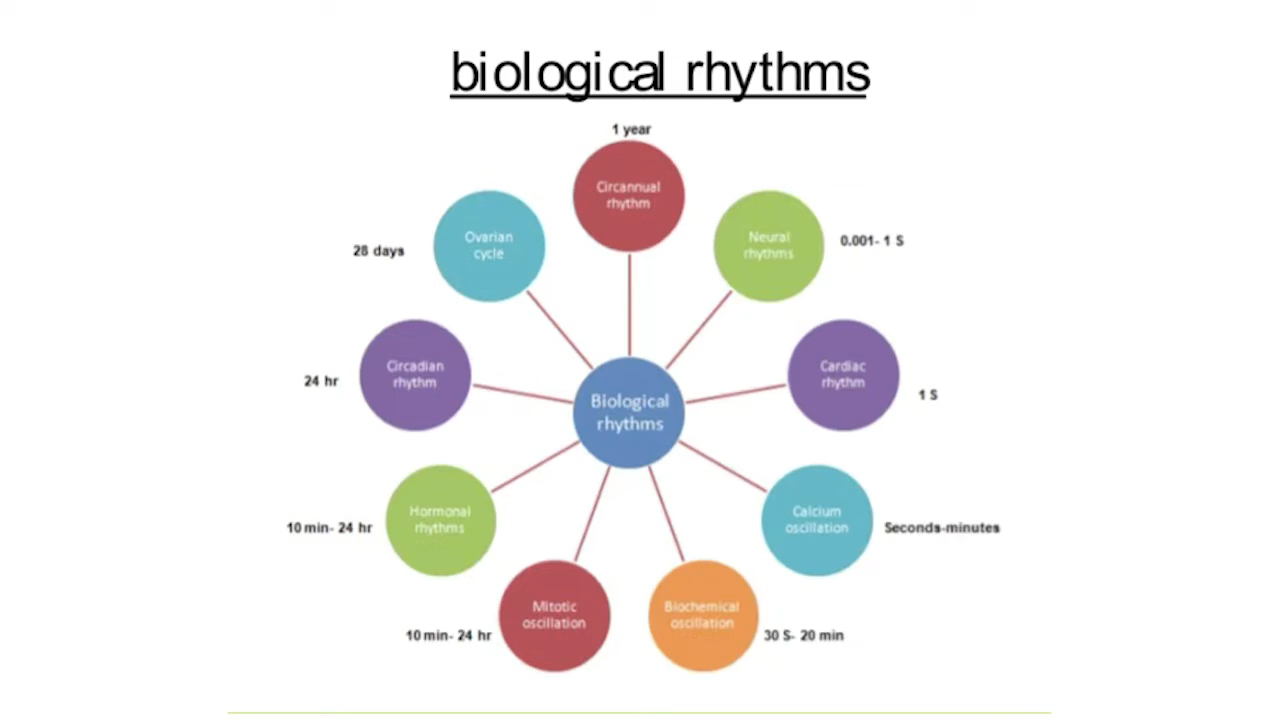 biological rhythms
1 year
Circannual
rhythm
Neural
rhythms
0.001- 1 S
Cardiac
rhythm
1 S
Calcium
oscillation
Seconds-minutes
Biochemical
oscillation
30 S- 20 min
Mitotic
oscillation
10 min- 24 hr
Hormonal
rhythms
10 min- 24 hr
Circadian
rhythm
24 hr
Ovarian
cycle
28 days
Biological
rhythms